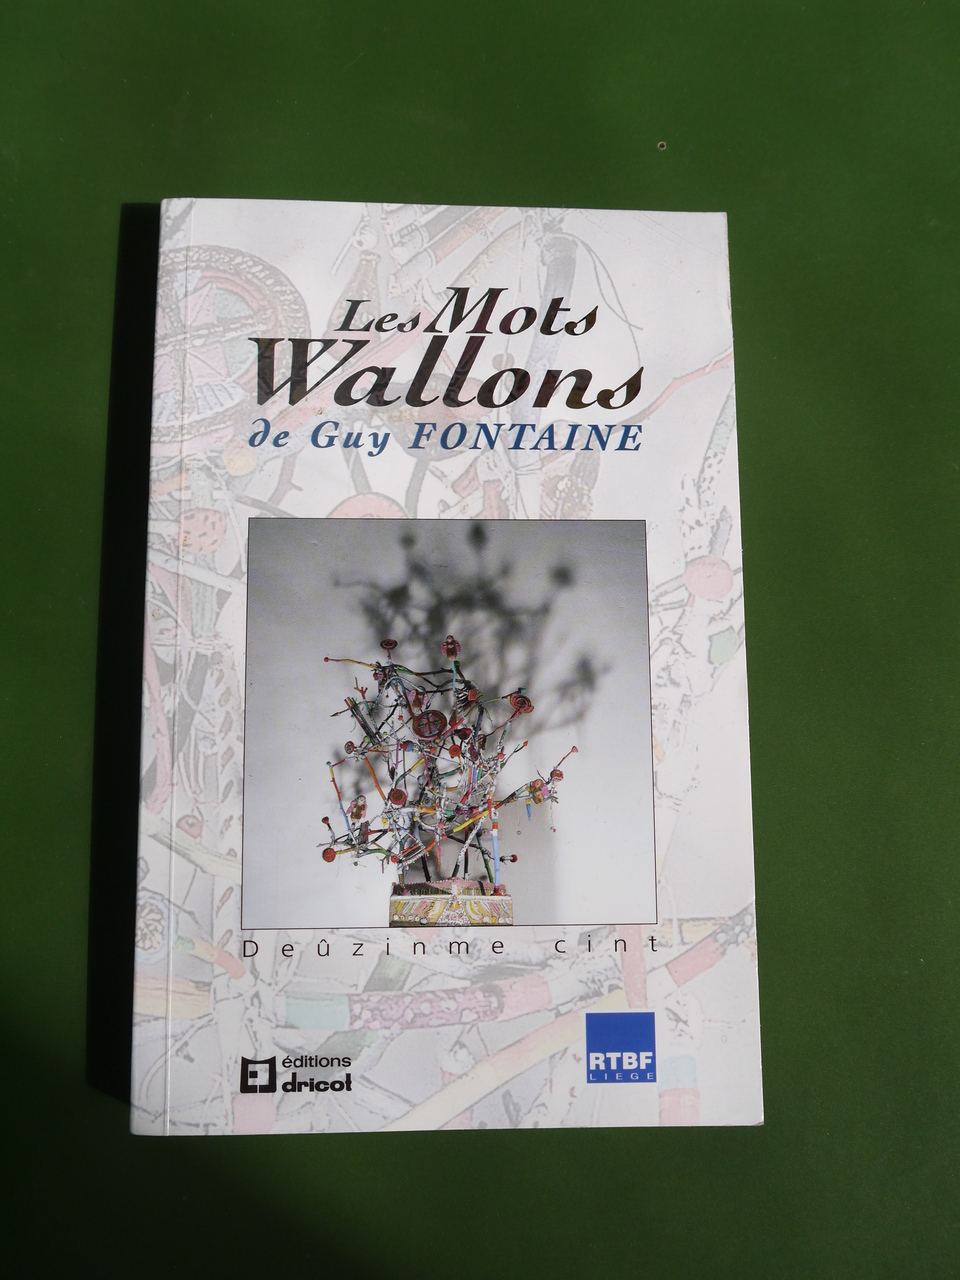 Les Mots
Wallons
de Guy FONTAINE
Deûzinme cint
éditions
dricot
RTBF
LIEGE